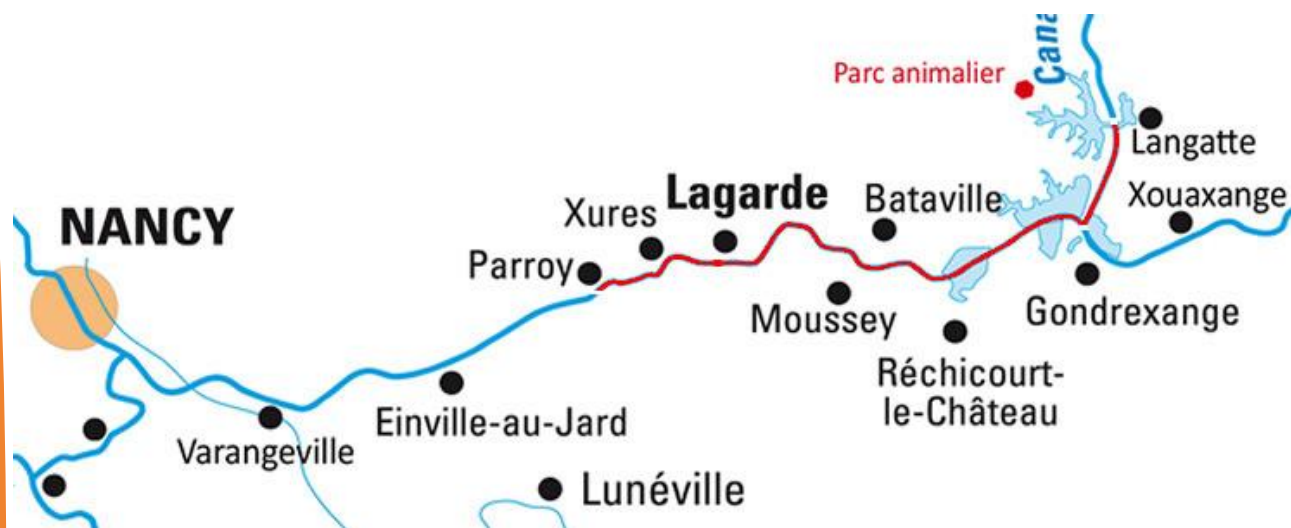 Cana
Parc animalier
Langatte
Xouaxange
Bataville
Lagarde
Xures
NANCY
Parroy
Moussey
Gondrexange
Réchicourt-
le-Château
Einville-au-Jard
Varangeville
Lunéville